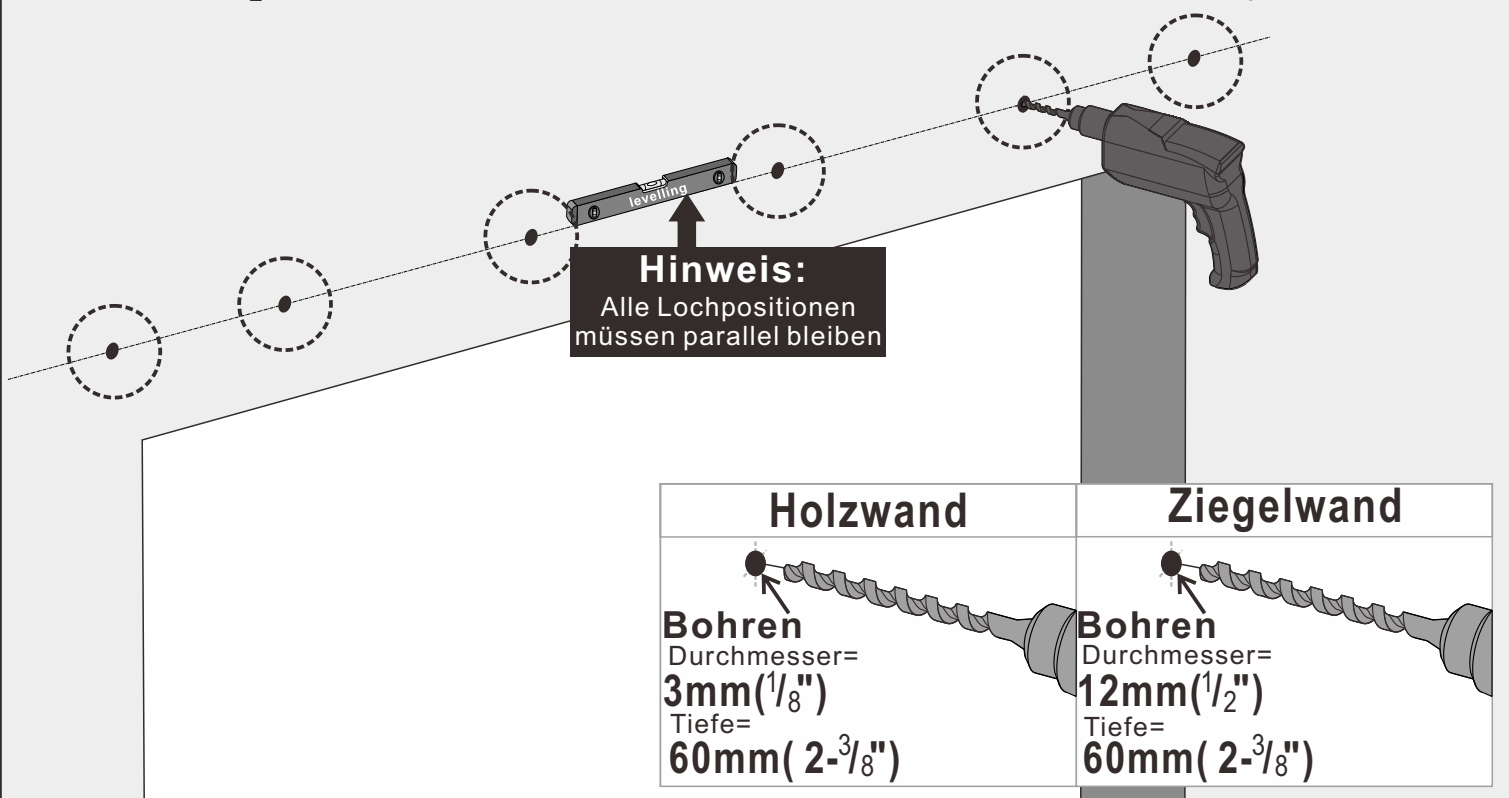 levelling
Hinweis:
Alle Lochpositionen
müssen parallel bleiben
Holzwand
Bohren
Durchmesser=
3mm(1/8")
Tiefe=
60mm( 2-3/8")
Ziegelwand
Bohren
Durchmesser=
12mm(1/2")
Tiefe=
60mm( 2-3/8")